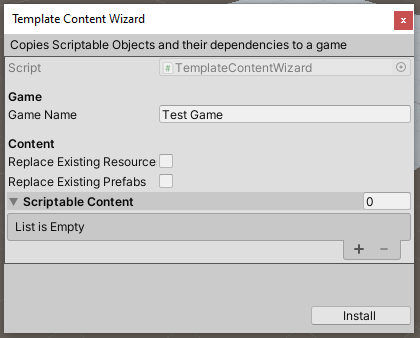 Template Content Wizard
Copies Scriptable Objects and their dependencies to a game
Script
# TemplateContentWizard
Game
Game Name
Test Game
Content
Replace Existing Resource
Replace Existing Prefabs
Scriptable Content
0
List is Empty
+ −
Install